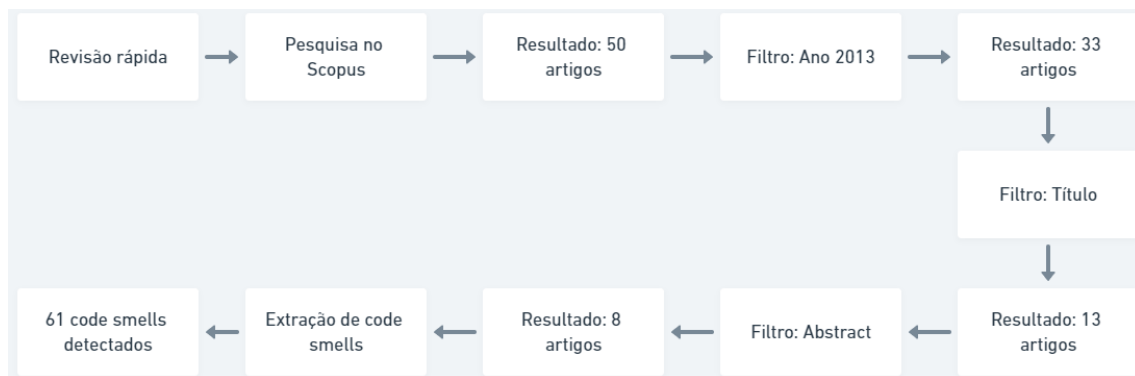 Revisão rápida
Pesquisa no
Scopus
Resultado: 50
artigos
Filtro: Ano 2013
Resultado: 33
artigos
Filtro: Título
Resultado: 13
artigos
Filtro: Abstract
Resultado: 8
artigos
Extração de code
smells
61 code smells
detectados